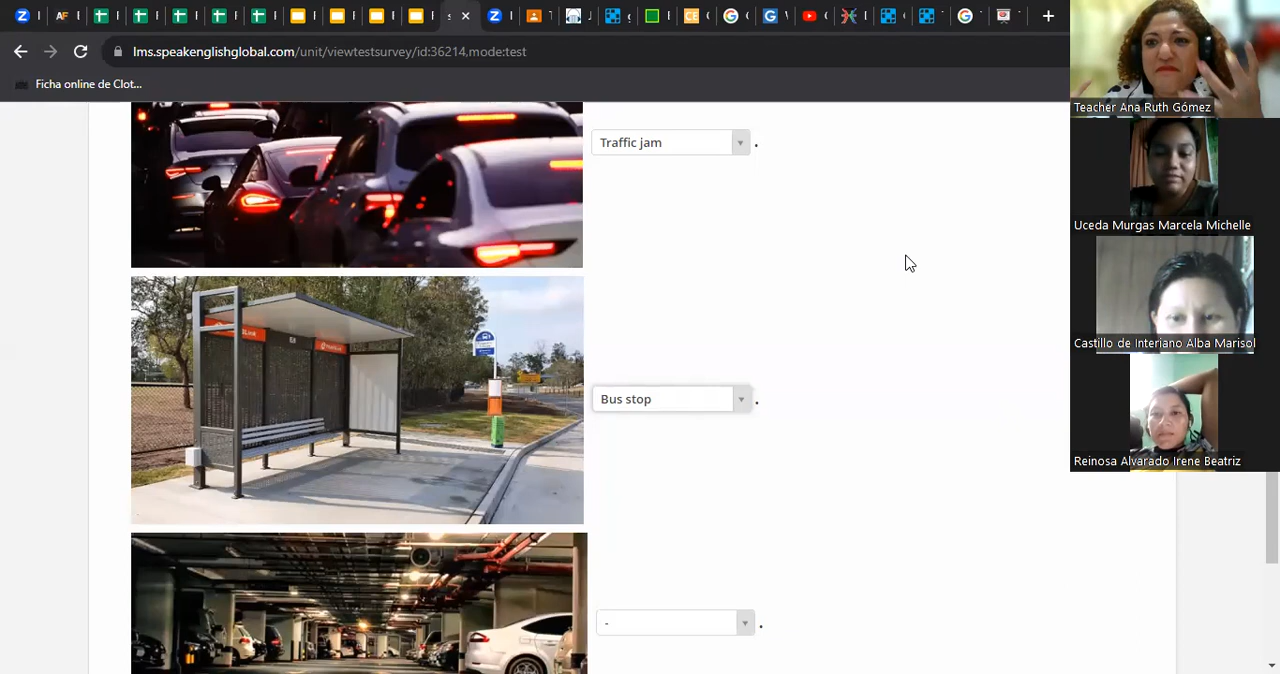 lms.speakenglishglobal.com/unit/viewtestsurvey/id:36214,mode:test
Ficha online de Clot...
Traffic jam
.
Bus stop
.
-
.
Teacher Ana Ruth Gómez
Uceda Murgas Marcela Michelle
Castillo de Interiano Alba Marisol
Reinosa Alvarado Irene Beatriz